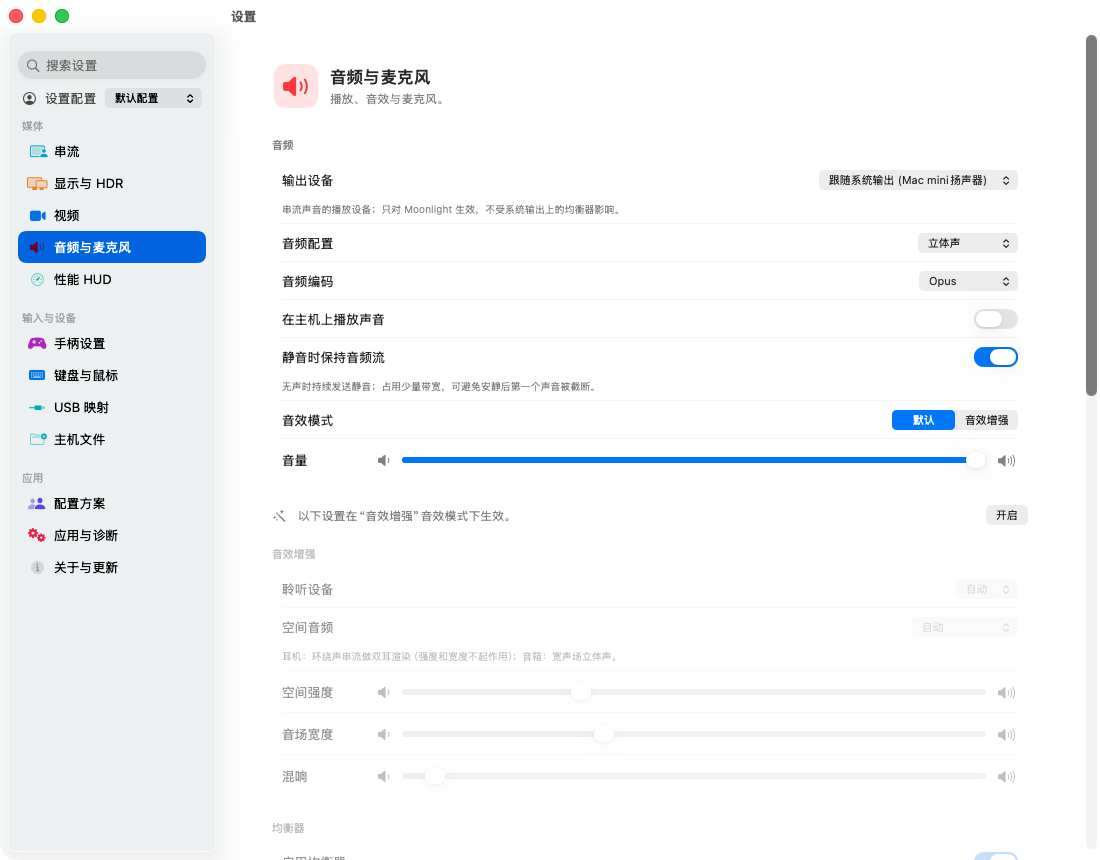 设置
搜索设置
设置配置 默认配置
媒体
串流
显示与 HDR
视频
音频与麦克风
性能 HUD
输入与设备
手柄设置
键盘与鼠标
USB 映射
主机文件
应用
配置方案
应用与诊断
关于与更新
音频与麦克风
播放、音效与麦克风。
音频
输出设备 跟随系统输出 (Mac mini扬声器)
串流声音的播放设备；只对 Moonlight 生效，不受系统输出上的均衡器影响。
音频配置 立体声
音频编码 Opus
在主机上播放声音
静音时保持音频流
无声时持续发送静音；占用少量带宽，可避免安静后第一个声音被截断。
音效模式 默认 音效增强
音量
以下设置在“音效增强”音效模式下生效。 开启
音效增强
聆听设备 自动
空间音频 自动
耳机：环绕声串流做双耳渲染 (强度和宽度不起作用)；音箱：宽声场立体声。
空间强度
音场宽度
混响
均衡器
启用均衡器